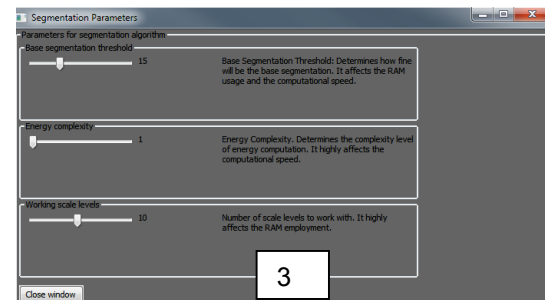 Segmentation Parameters
Parameters for segmentation algorithm
Base segmentation threshold
15
Base Segmentation Threshold: Determines how fine
will be the base segmentation. It affects the RAM
usage and the computational speed.
Energy complexity
1
Energy Complexity. Determines the complexity level
of energy computation. It highly affects the
computational speed.
Working scale levels
10
Number of scale levels to work with. It highly
affects the RAM employment.
3
Close window